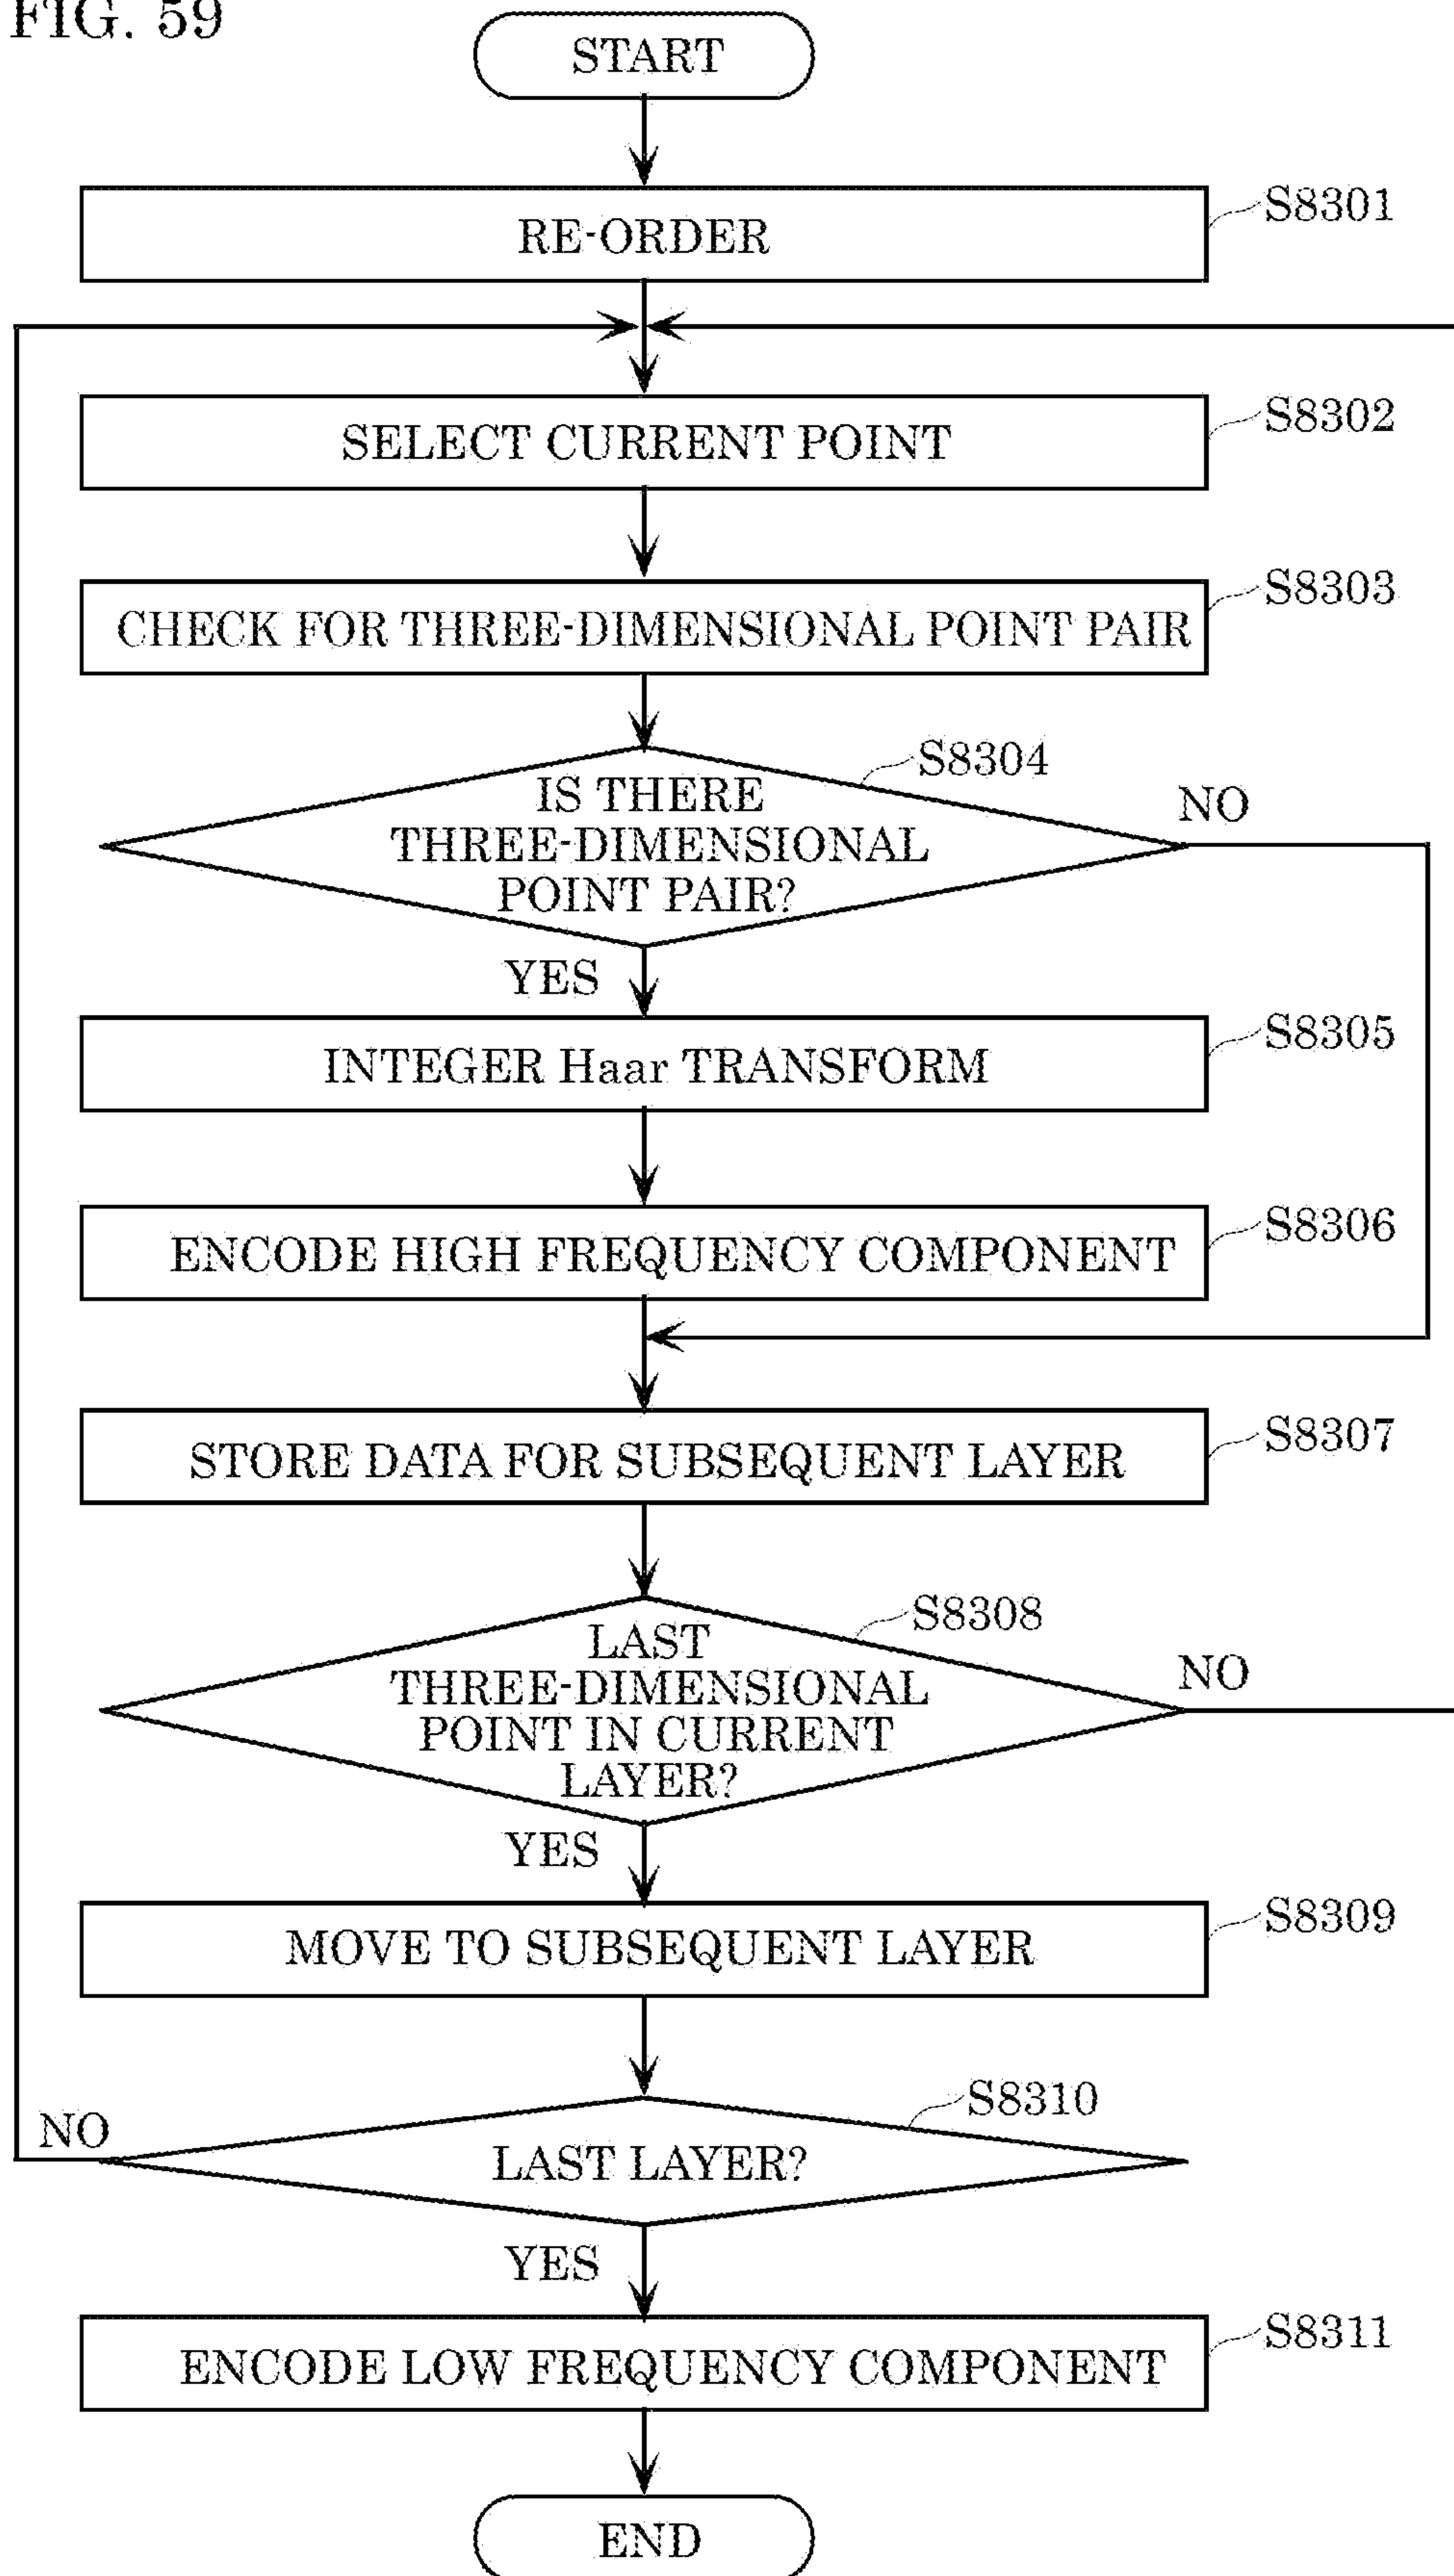 FIG. 59
START
RE-ORDER
S8301
SELECT CURRENT POINT
S8302
CHECK FOR THREE-DIMENSIONAL POINT PAIR
S8303
S8304
IS THERE
THREE-DIMENSIONAL
POINT PAIR?
NO
YES
INTEGER Haar TRANSFORM
S8305
ENCODE HIGH FREQUENCY COMPONENT
S8306
STORE DATA FOR SUBSEQUENT LAYER
S8307
S8308
LAST
THREE-DIMENSIONAL
POINT IN CURRENT
LAYER?
NO
YES
MOVE TO SUBSEQUENT LAYER
S8309
S8310
NO
LAST LAYER?
YES
ENCODE LOW FREQUENCY COMPONENT
S8311
END